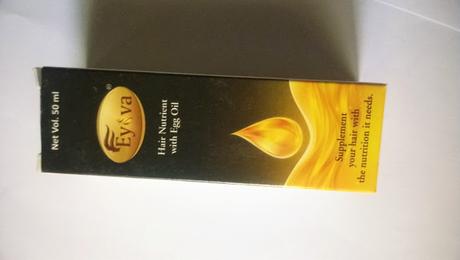 Net Vol. 50 ml
Eyova®
Hair Nutrient
with Egg Oil
Supplement
your hair with
the nutrition it needs.